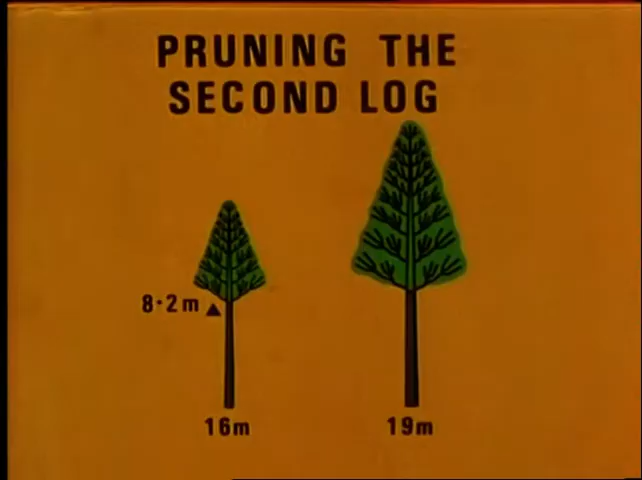 PRUNING THE
SECOND LOG
8·2m
16m
19m